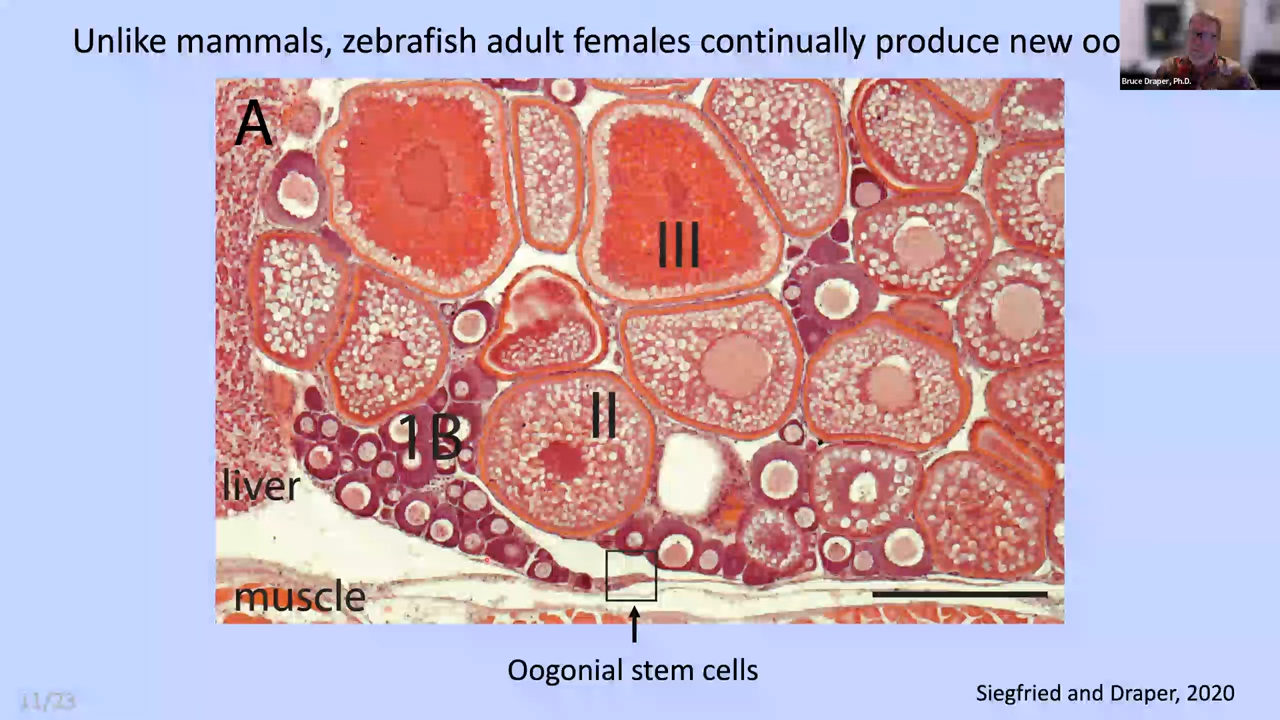 Unlike mammals, zebrafish adult females continually produce new oo
Bruce Draper, Ph.D.
A
III
II
1B
liver
muscle
Oogonial stem cells
Siegfried and Draper, 2020
11/23